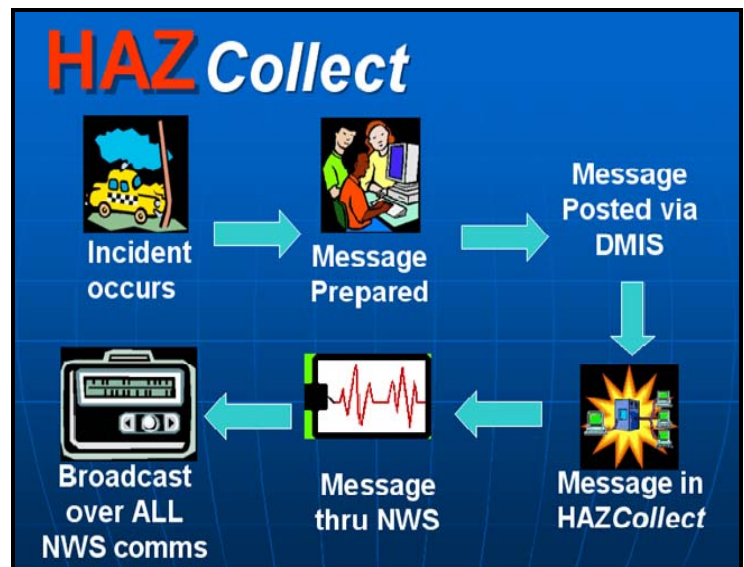 HAZ Collect
Incident
occurs
Message
Prepared
Message
Posted via
DMIS
Message in
HAZCollect
Message
thru NWS
Broadcast
over ALL
NWS comms